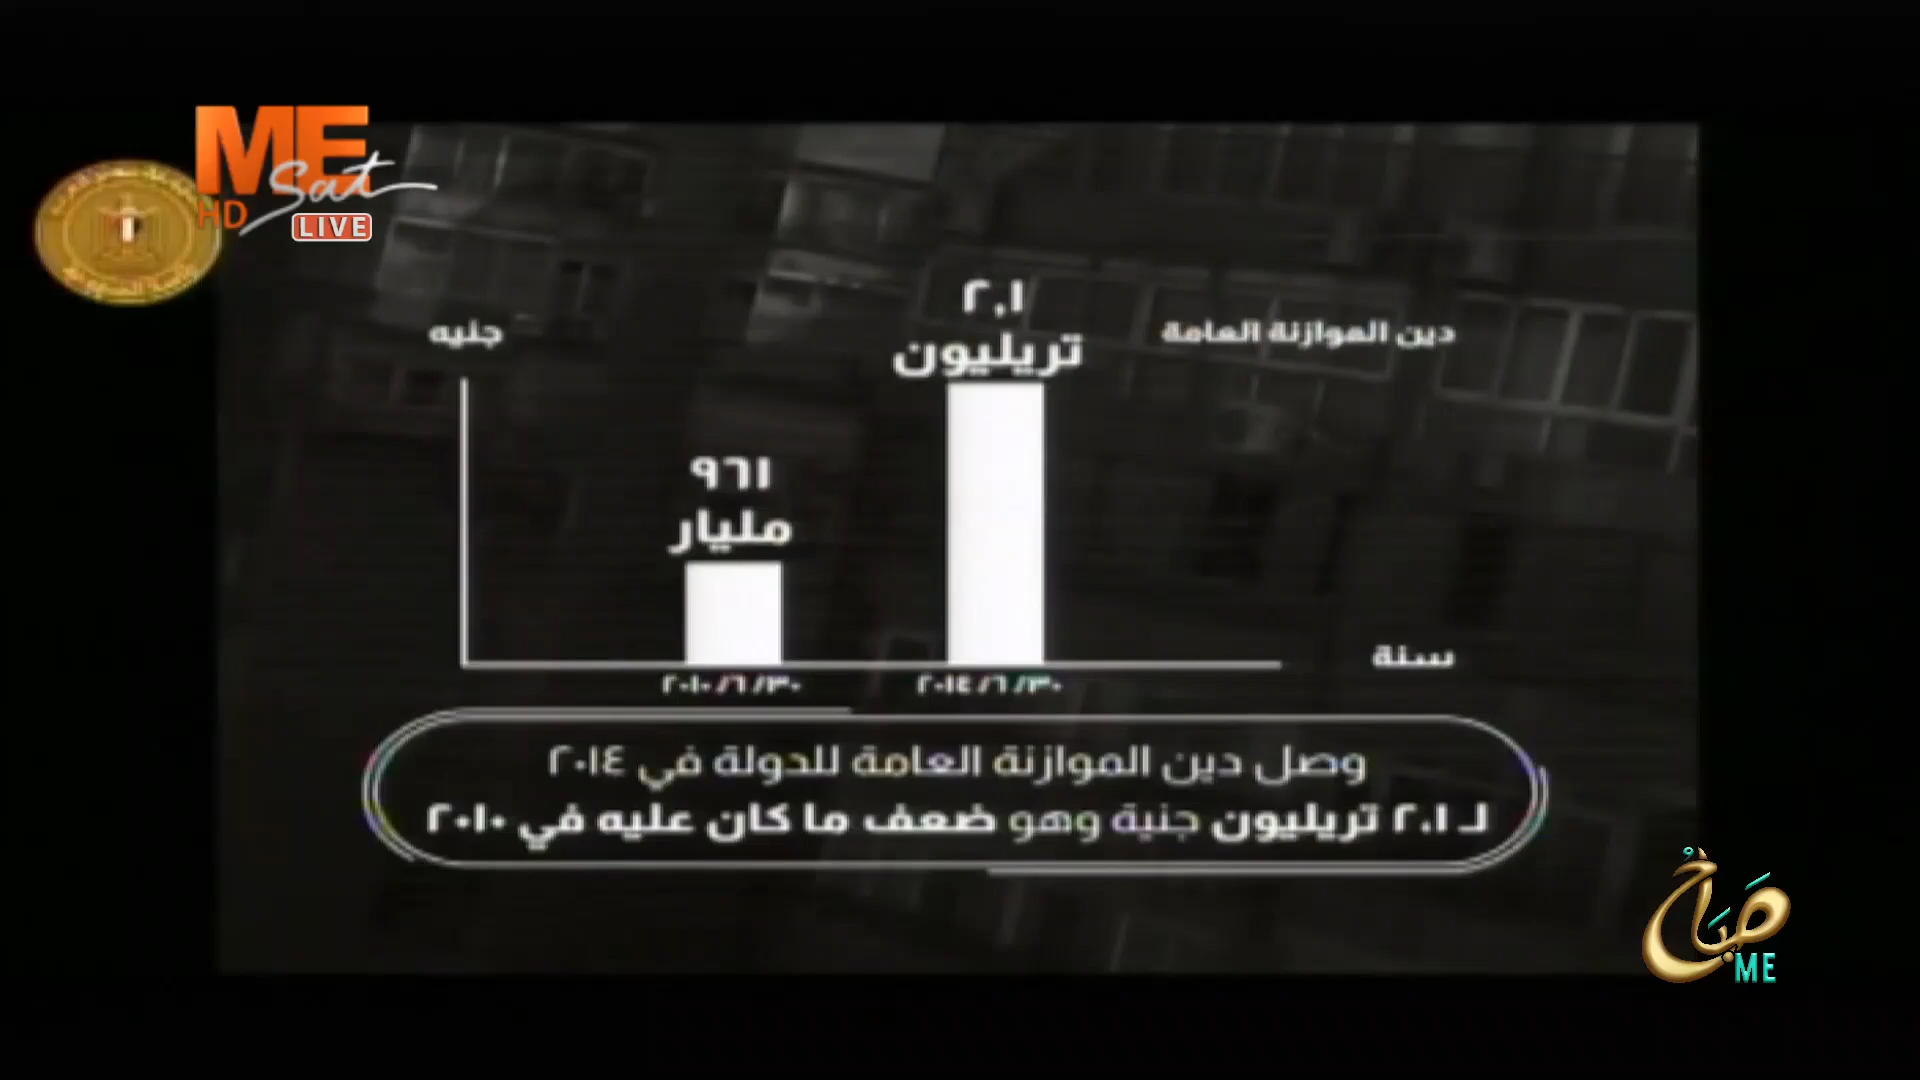 ME
Sat
HD
LIVE
٢,١
تريليون
جنيه
دين الموازنة العامة
٩٦١
مليار
سنة
٢٠١٠/٦/٣٠
٢٠١٤/٦/٣٠
وصل دين الموازنة العامة للدولة في ٢٠١٤
لـ ٢،١ تريليون جنية وهو ضعف ما كان عليه في ٢٠١٠
صَبَاحُ
ME